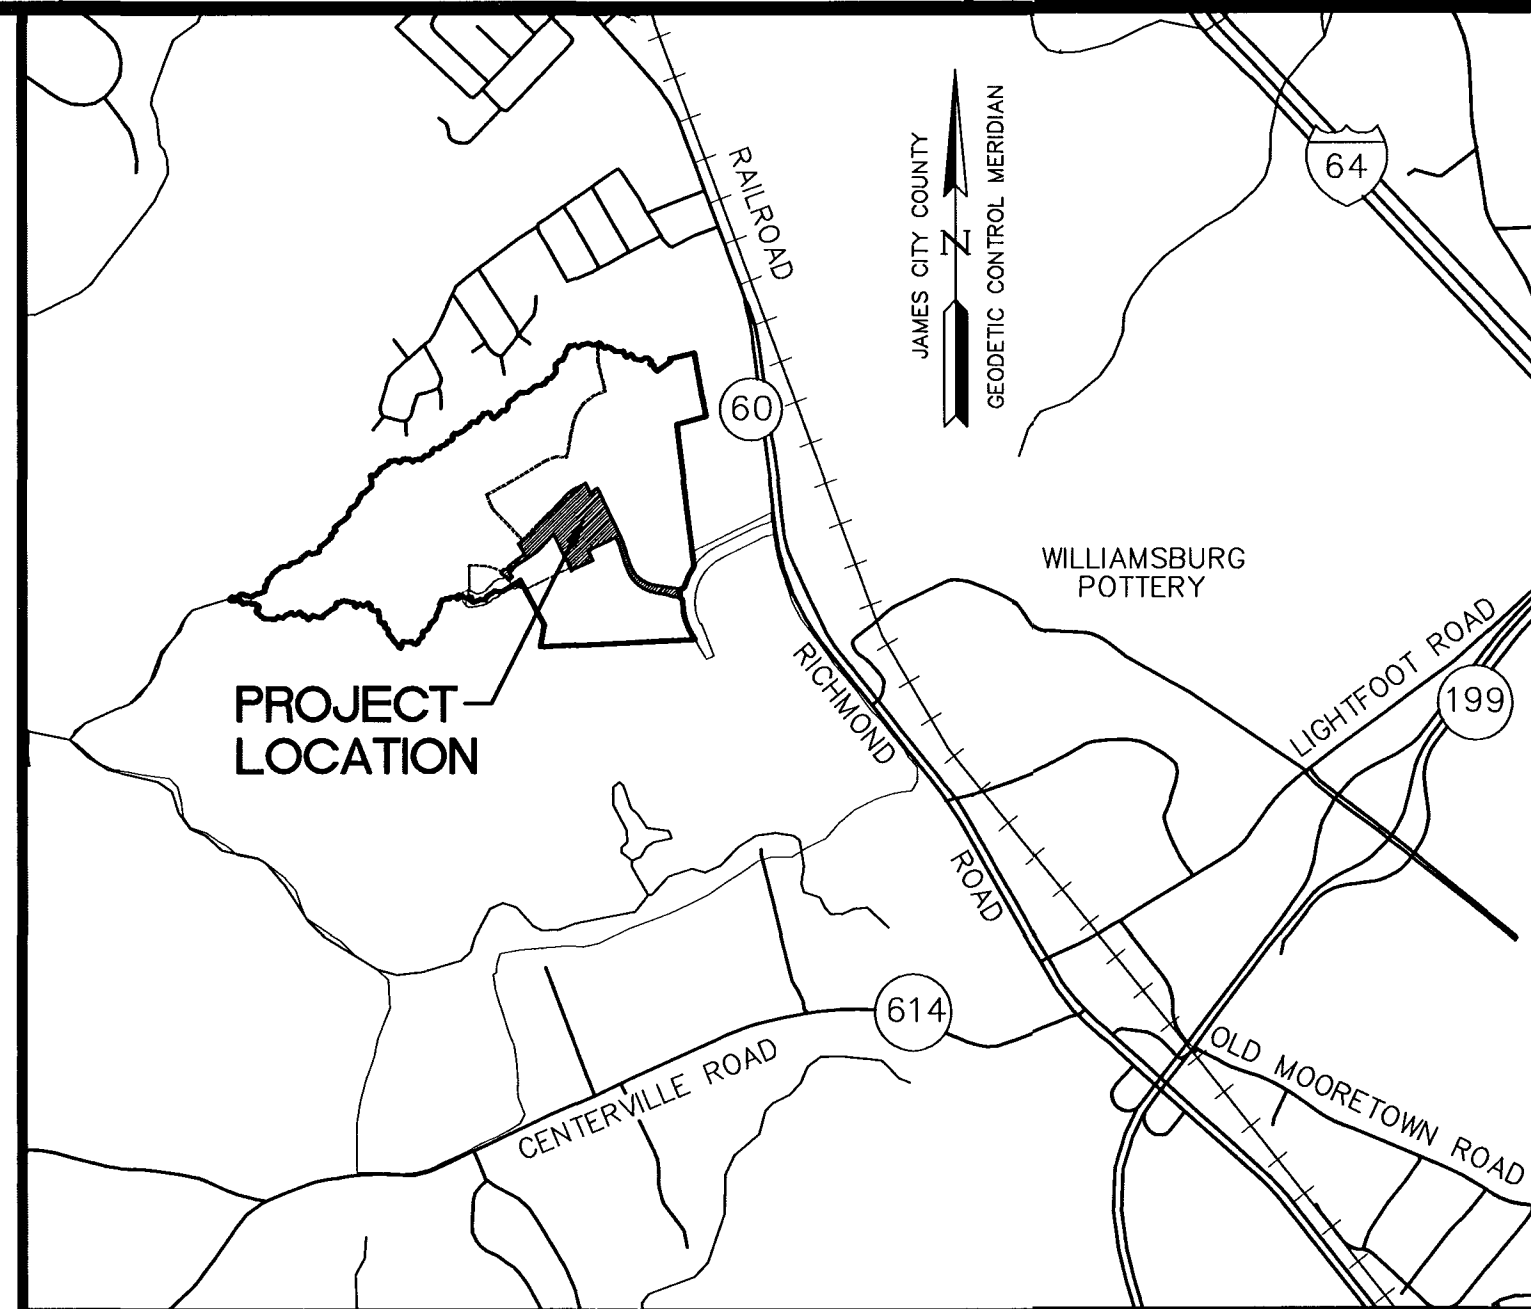 64
RAILROAD
JAMES CITY COUNTY
N
GEODETIC CONTROL MERIDIAN
60
WILLIAMSBURG
POTTERY
LIGHTFOOT ROAD
199
RICHMOND
ROAD
PROJECT
LOCATION
614
CENTERVILLE ROAD
OLD MOORETOWN ROAD